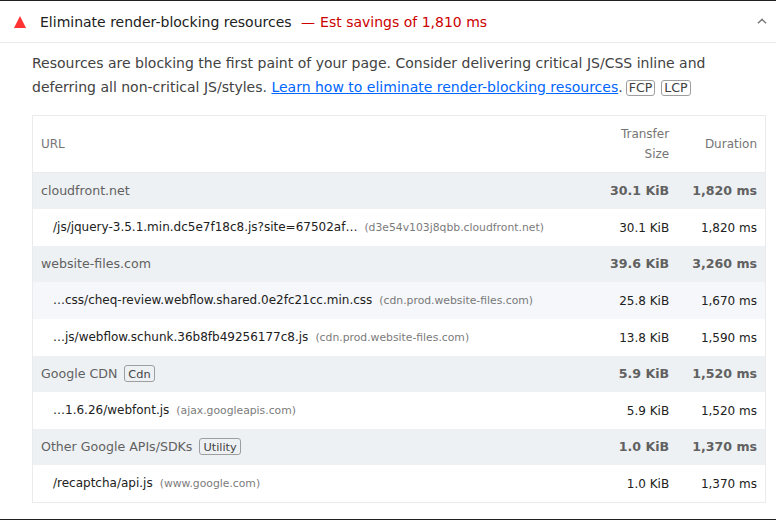 Eliminate render-blocking resources — Est savings of 1,810 ms
Resources are blocking the first paint of your page. Consider delivering critical JS/CSS inline and
deferring all non-critical JS/styles. Learn how to eliminate render-blocking resources. FCP LCP
URL Transfer Size Duration
cloudfront.net 30.1 KiB 1,820 ms
/js/jquery-3.5.1.min.dc5e7f18c8.js?site=67502af… (d3e54v103j8qbb.cloudfront.net) 30.1 KiB 1,820 ms
website-files.com 39.6 KiB 3,260 ms
…css/cheq-review.webflow.shared.0e2fc21cc.min.css (cdn.prod.website-files.com) 25.8 KiB 1,670 ms
…js/webflow.schunk.36b8fb49256177c8.js (cdn.prod.website-files.com) 13.8 KiB 1,590 ms
Google CDN Cdn 5.9 KiB 1,520 ms
…1.6.26/webfont.js (ajax.googleapis.com) 5.9 KiB 1,520 ms
Other Google APIs/SDKs Utility 1.0 KiB 1,370 ms
/recaptcha/api.js (www.google.com) 1.0 KiB 1,370 ms